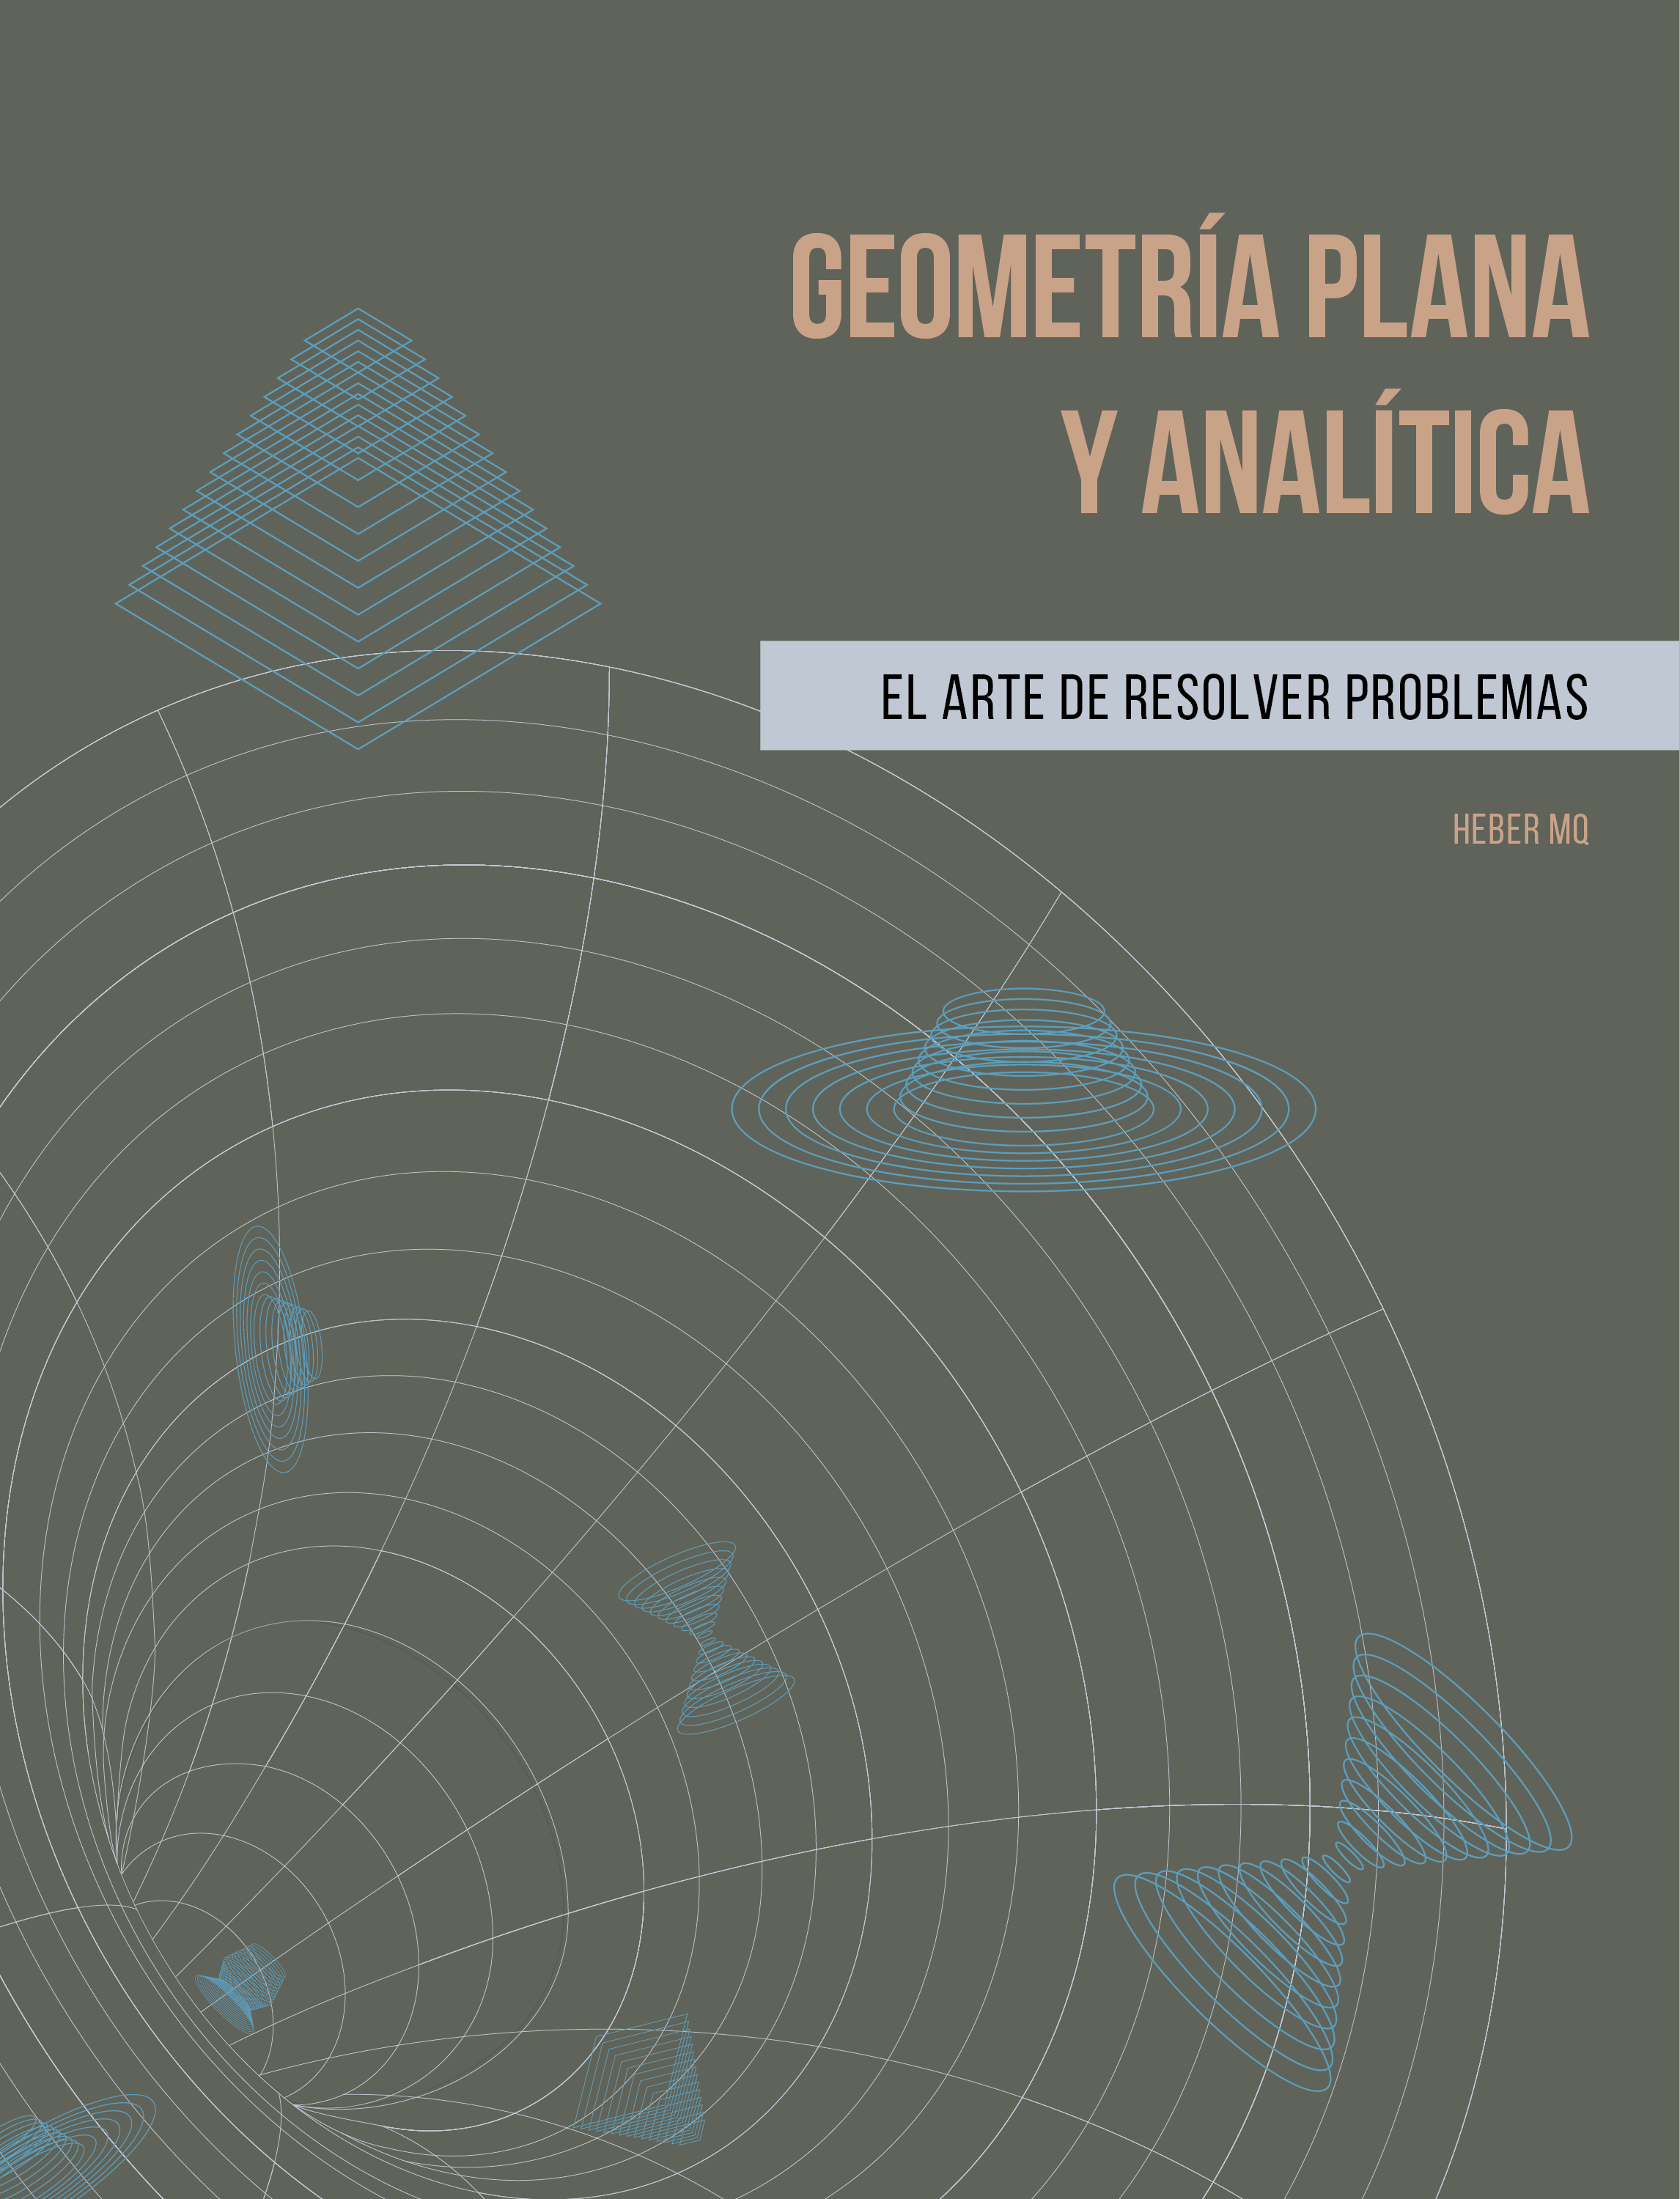 GEOMETRÍA PLANA
Y ANALÍTICA
EL ARTE DE RESOLVER PROBLEMAS
HEBER MQ